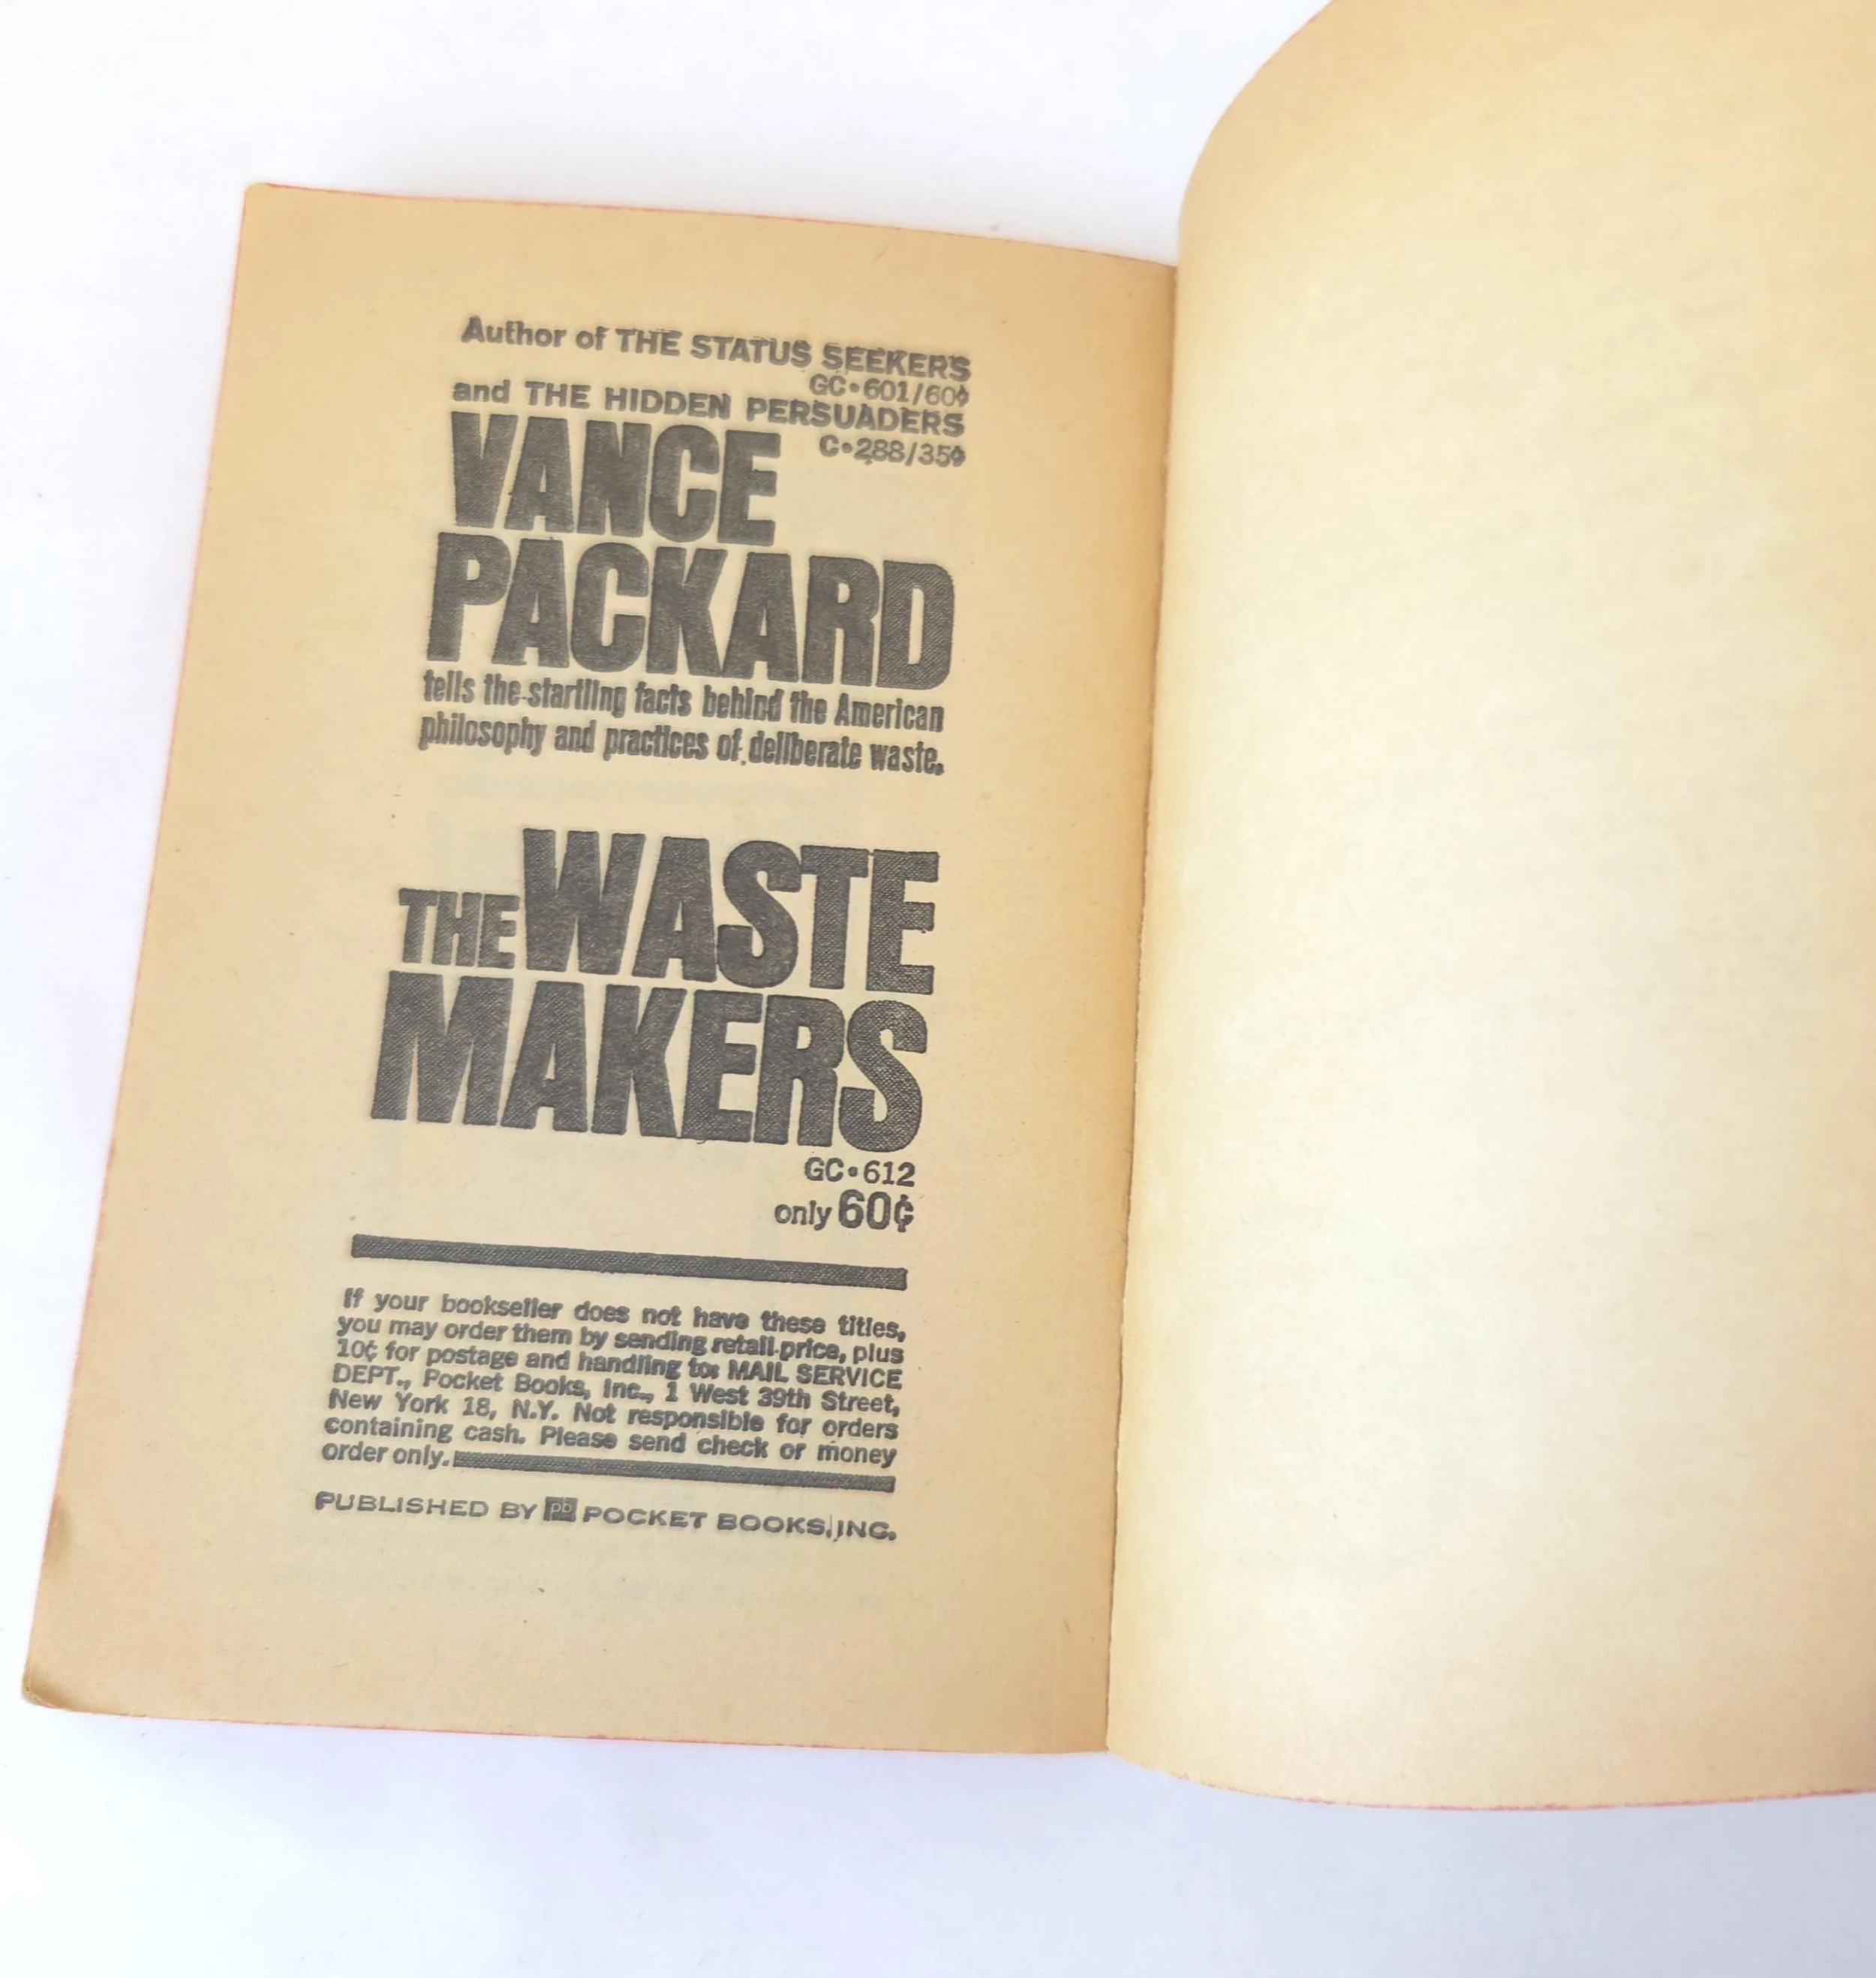 Author of THE STATUS SEEKERS
GC•601/60¢
and THE HIDDEN PERSUADERS
C•288/35¢
VANCE
PACKARD
tells the startling facts behind the American
philosophy and practices of deliberate waste.
THE WASTE
MAKERS
GC•612
only 60¢
If your bookseller does not have these titles,
you may order them by sending retail price, plus
10¢ for postage and handling to: MAIL SERVICE
DEPT., Pocket Books, Inc., 1 West 39th Street,
New York 18, N.Y. Not responsible for orders
containing cash. Please send check or money
order only.
PUBLISHED BY pb POCKET BOOKS, INC.